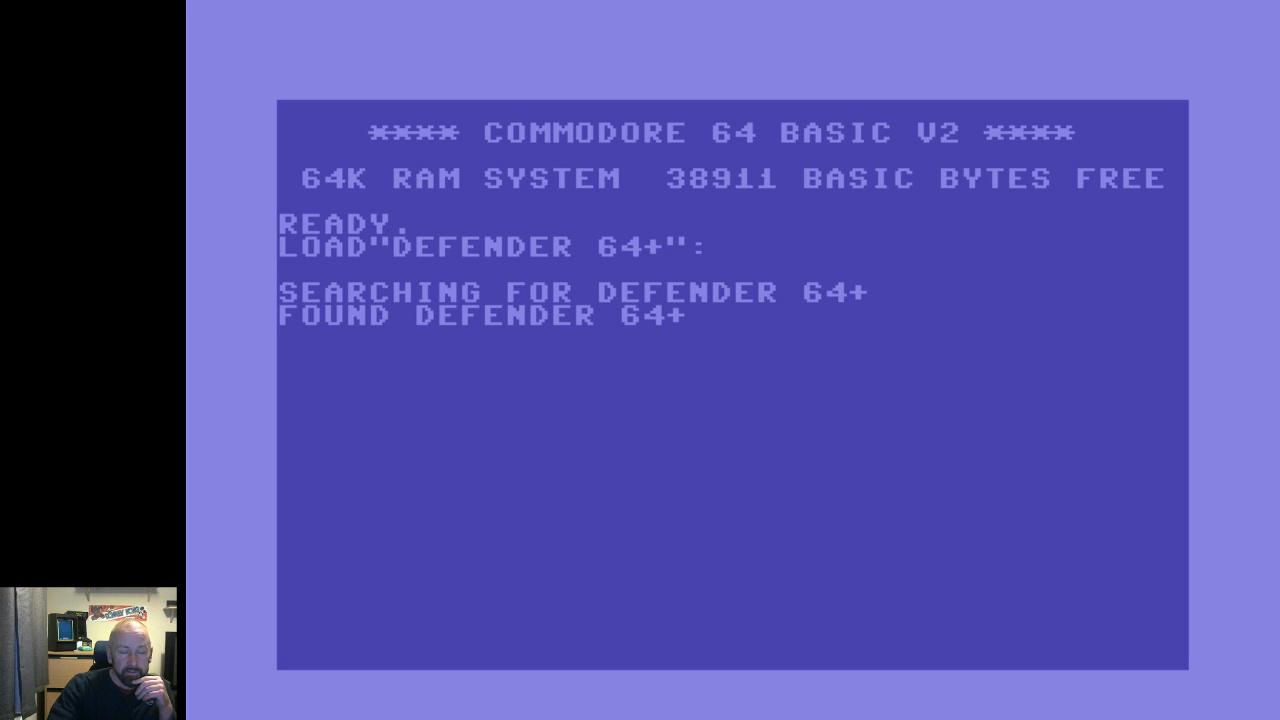 **** COMMODORE 64 BASIC V2 ****
64K RAM SYSTEM  38911 BASIC BYTES FREE
READY.
LOAD"DEFENDER 64+":
SEARCHING FOR DEFENDER 64+
FOUND DEFENDER 64+